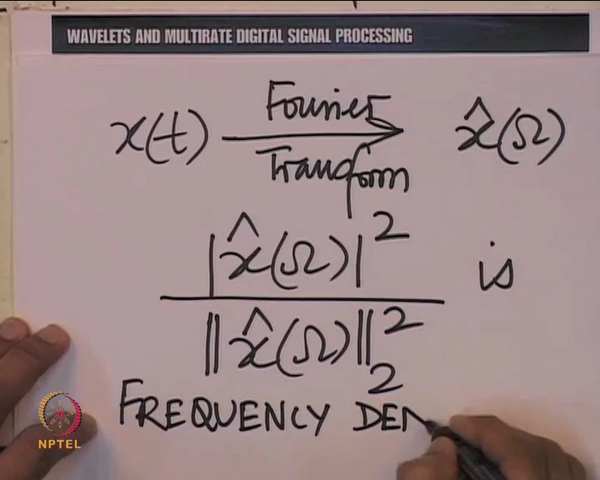 WAVELETS AND MULTIRATE DIGITAL SIGNAL PROCESSING
x(t) Fourier Transform x̂(Ω)
|x̂(Ω)|² is
‖x̂(Ω)‖₂²
FREQUENCY DEN
NPTEL